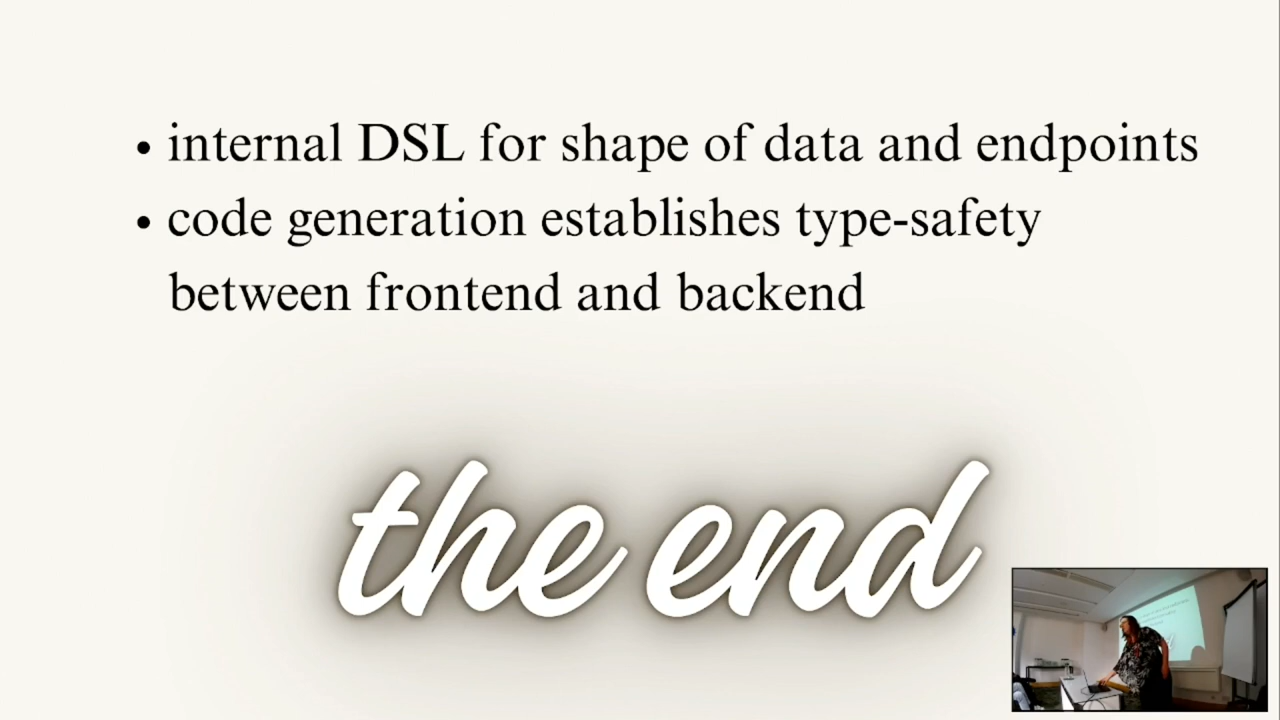 • internal DSL for shape of data and endpoints
• code generation establishes type-safety
between frontend and backend
the end